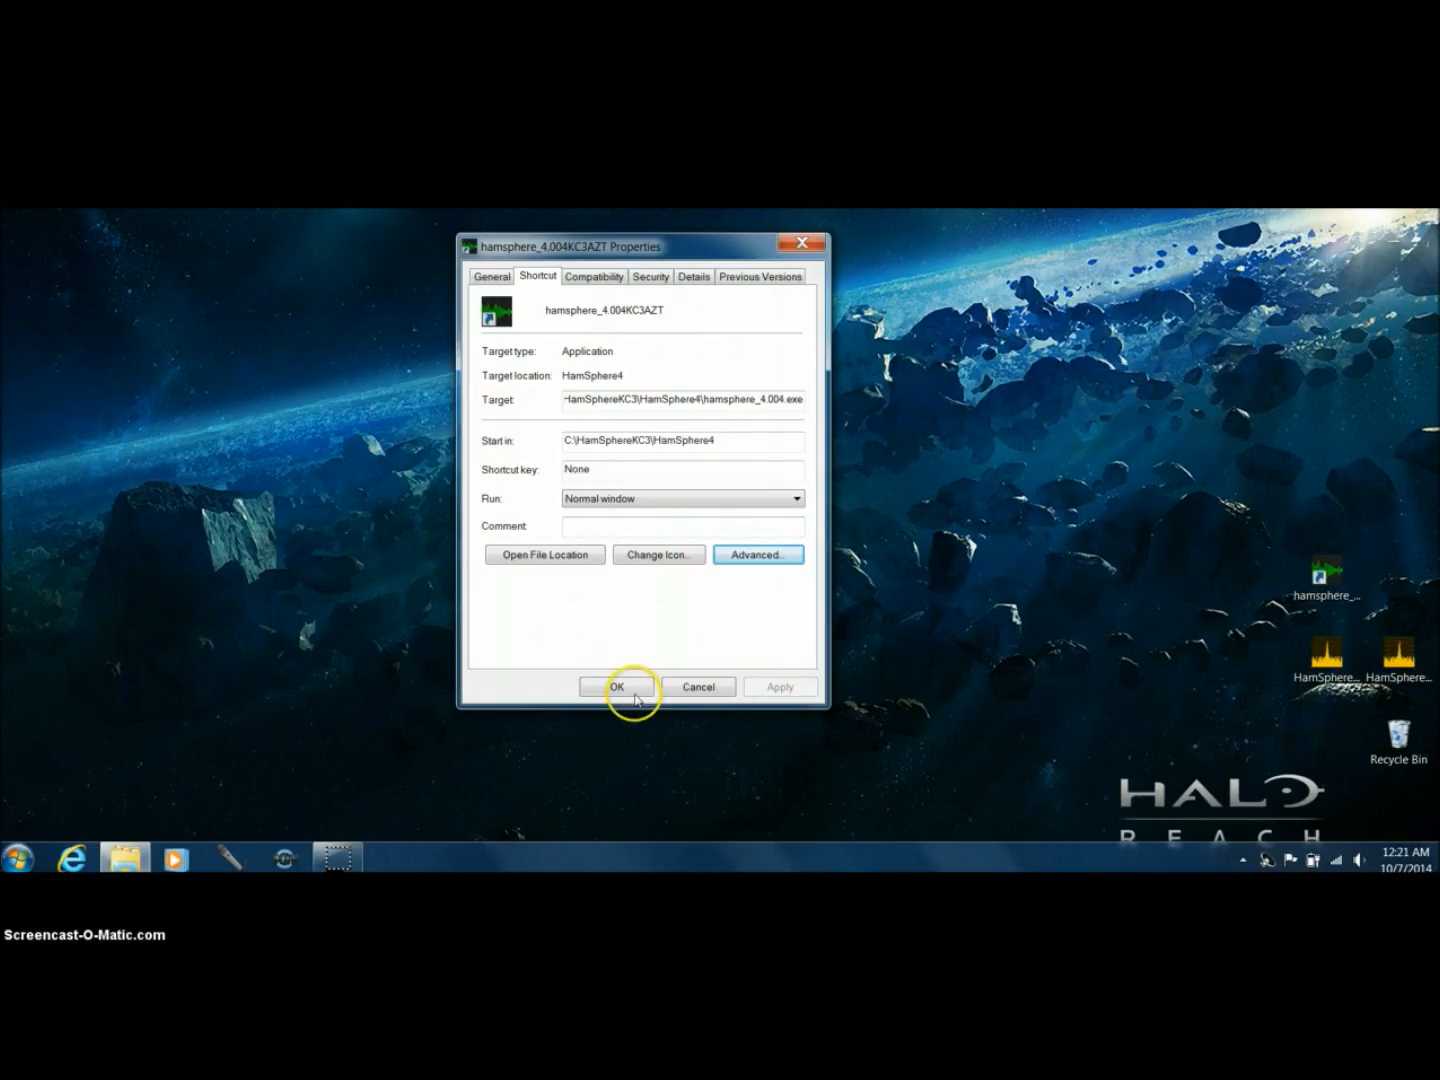 hamsphere_4.004KC3AZT Properties
General Shortcut Compatibility Security Details Previous Versions
hamsphere_4.004KC3AZT
Target type: Application
Target location: HamSphere4
Target: HamSphereKC3\HamSphere4\hamsphere_4.004.exe
Start in: C:\HamSphereKC3\HamSphere4
Shortcut key: None
Run: Normal window
Comment:
Open File Location Change Icon... Advanced...
OK Cancel Apply
hamsphere_...
HamSphere... HamSphere...
Recycle Bin
HALO
REACH
12:21 AM
10/7/2014
Screencast-O-Matic.com